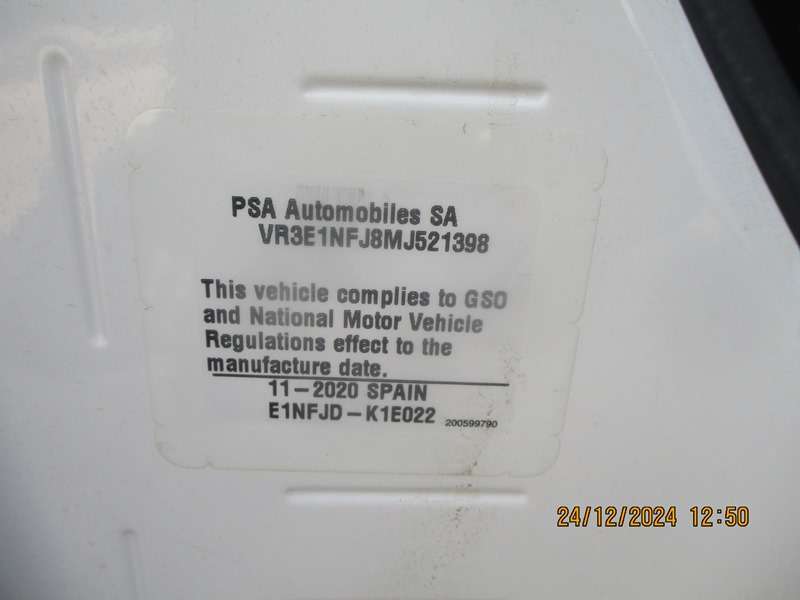 PSA Automobiles SA
VR3E1NFJ8MJ521398
This vehicle complies to GSO
and National Motor Vehicle
Regulations effect to the
manufacture date.
11-2020 SPAIN
E1NFJD-K1E022 200599790
24/12/2024 12:50